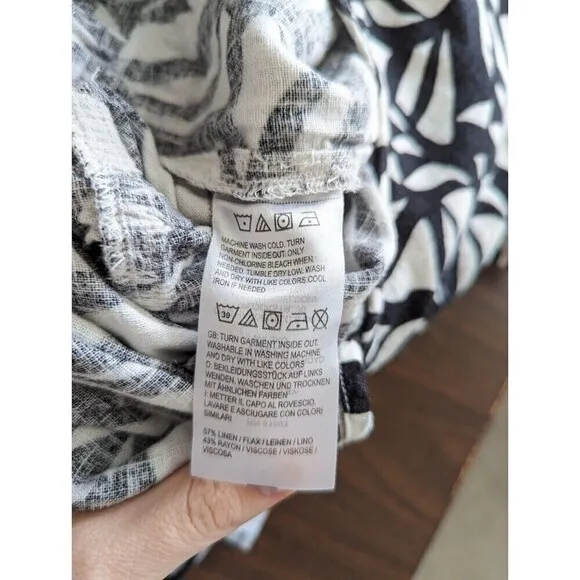 MACHINE WASH COLD. TURN
GARMENT INSIDE OUT. ONLY
NON-CHLORINE BLEACH WHEN
NEEDED. TUMBLE DRY LOW. WASH
AND DRY WITH LIKE COLORS.COOL
IRON IF NEEDED
30
GB: TURN GARMENT INSIDE OUT.
WASHABLE IN WASHING MACHINE
AND DRY WITH LIKE COLORS
D: BEKLEIDUNGSSTÜCK AUF LINKS
WENDEN, WASCHEN UND TROCKNEN
MIT ÄHNLICHEN FARBEN
I: METTER IL CAPO AL ROVESCIO,
LAVARE E ASCIUGARE CON COLORI
SIMILARI
57% LINEN / FLAX / LEINEN / LINO
43% RAYON / VISCOSE / VISKOSE /
VISCOSA